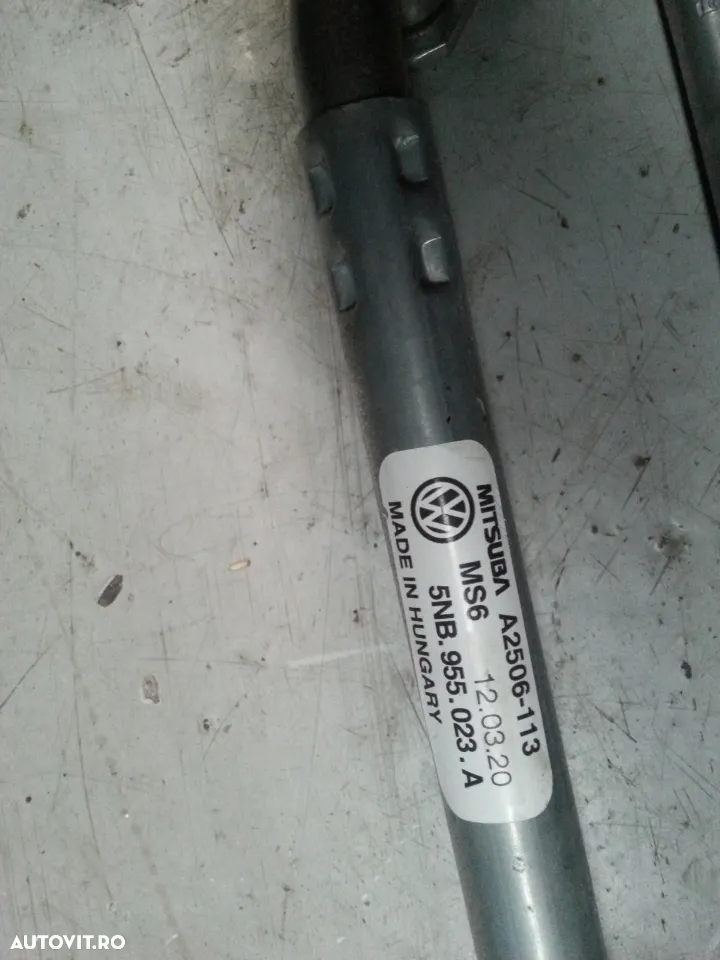 MITSUBA A2506-113
MS6 12.03.20
5NB.955.023.A
MADE IN HUNGARY
AUTOVIT.RO